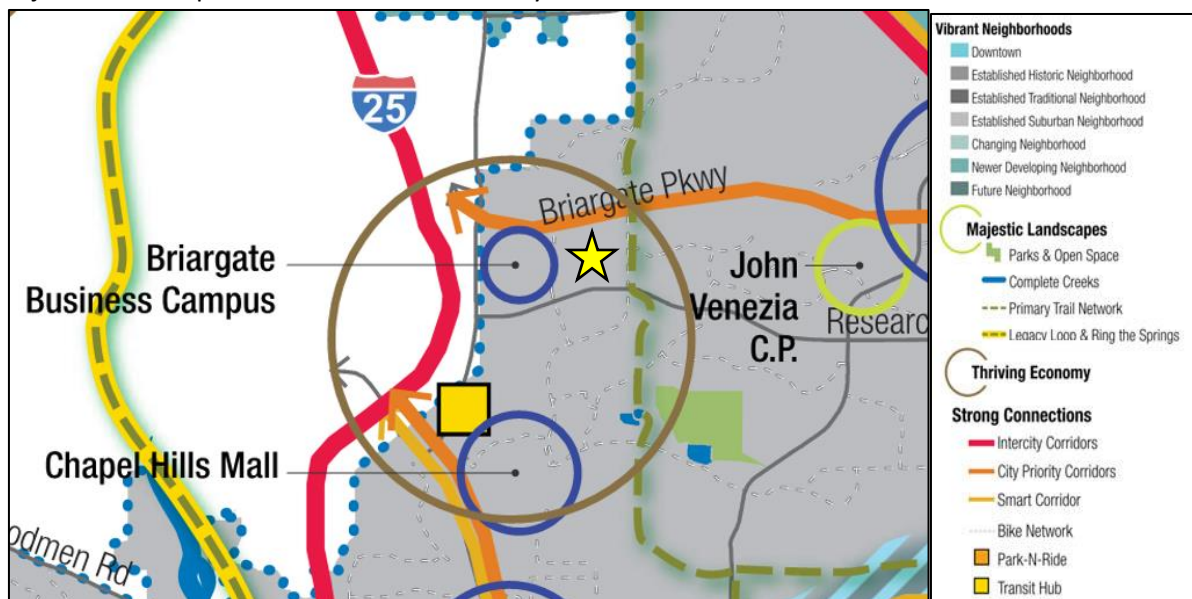 25
Briargate Pkwy
Briargate
Business Campus
John
Venezia
C.P.
Researc
Chapel Hills Mall
odmen Rd
Vibrant Neighborhoods
Downtown
Established Historic Neighborhood
Established Traditional Neighborhood
Established Suburban Neighborhood
Changing Neighborhood
Newer Developing Neighborhood
Future Neighborhood
Majestic Landscapes
Parks & Open Space
Complete Creeks
Primary Trail Network
Legacy Loop & Ring the Springs
Thriving Economy
Strong Connections
Intercity Corridors
City Priority Corridors
Smart Corridor
Bike Network
Park-N-Ride
Transit Hub